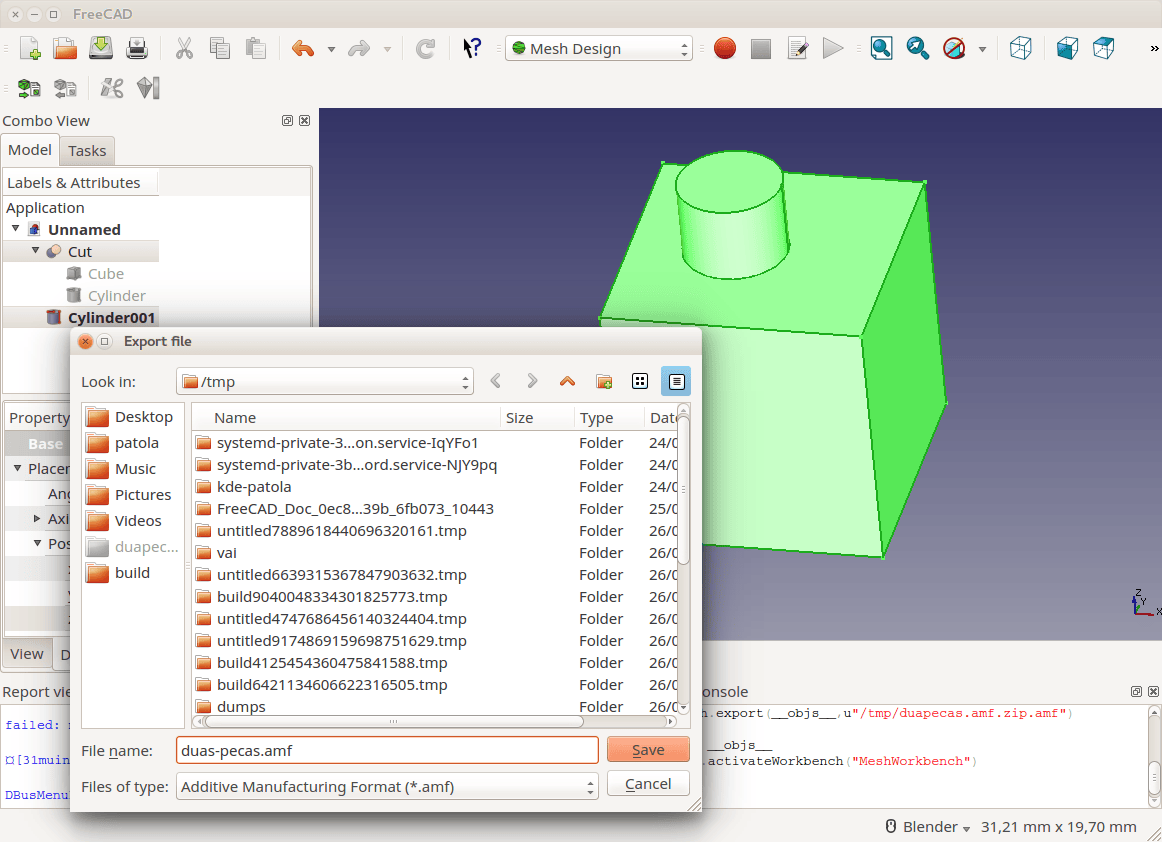 FreeCAD
Mesh Design
»
Combo View
Model
Tasks
Labels & Attributes
Application
Unnamed
Cut
Cube
Cylinder
Cylinder001
Property
Base
Placer
Ang
Axi
Pos
View
D
Export file
Look in:
/tmp
Desktop
patola
Music
Pictures
Videos
duapec...
build
Name Size Type Date
systemd-private-3...on.service-IqYFo1 Folder 24/0
systemd-private-3b...ord.service-NJY9pq Folder 24/0
kde-patola Folder 24/0
FreeCAD_Doc_0ec8...39b_6fb073_10443 Folder 25/0
untitled7889618440696320161.tmp Folder 26/0
vai Folder 26/0
untitled6639315367847903632.tmp Folder 26/0
build9040048334301825773.tmp Folder 26/0
untitled4747686456140324404.tmp Folder 26/0
untitled9174869159698751629.tmp Folder 26/0
build4125454360475841588.tmp Folder 26/0
build6421134606622316505.tmp Folder 26/0
dumps Folder 26/0
File name:
duas-pecas.amf
Save
Files of type:
Additive Manufacturing Format (*.amf)
Cancel
Z
Y
X
Report vie
failed:
¤[31muin
DBusMenu
onsole
n.export(__objs__,u"/tmp/duapecas.amf.zip.amf")
__objs__
.activateWorkbench("MeshWorkbench")
Blender
31,21 mm x 19,70 mm